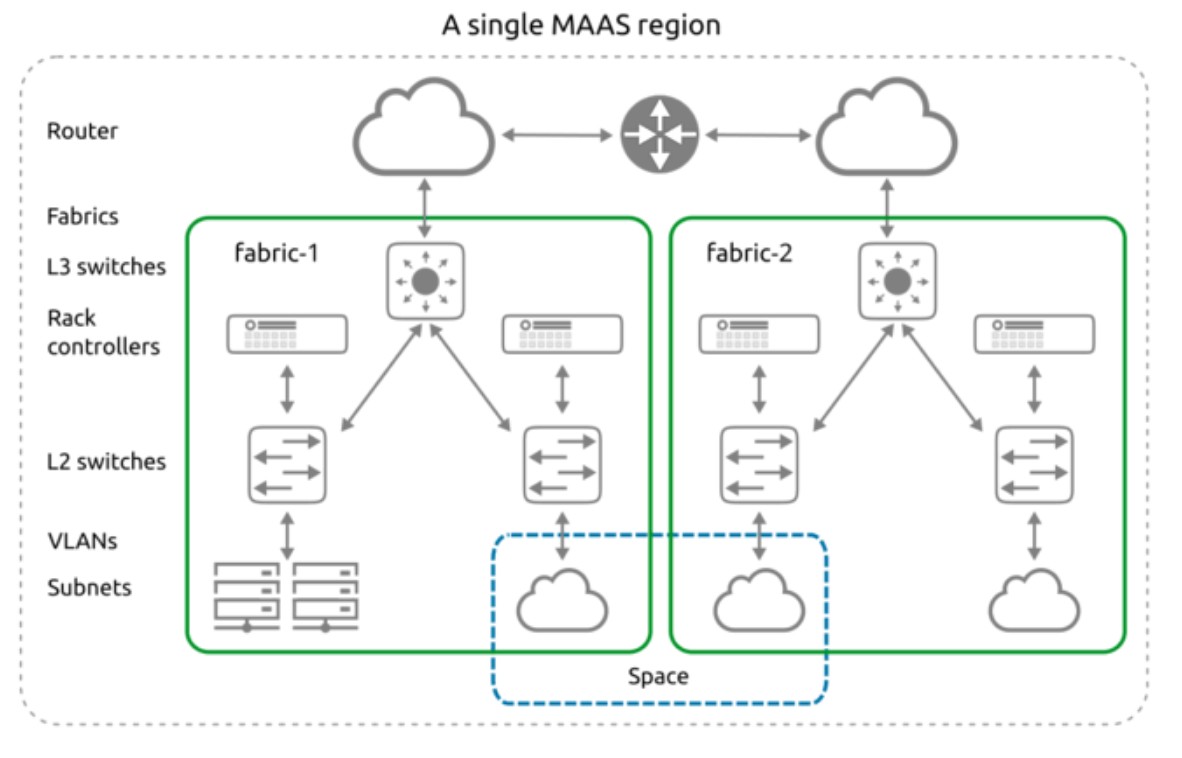 A single MAAS region
Router
Fabrics
fabric-1
fabric-2
L3 switches
Rack
controllers
L2 switches
VLANs
Subnets
Space